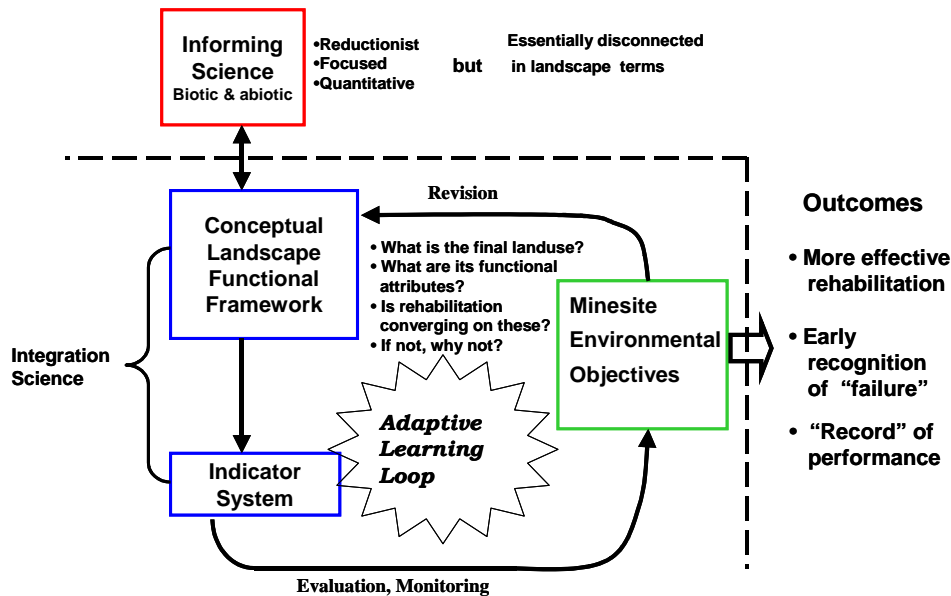 Informing
Science
Biotic & abiotic
•Reductionist
•Focused
•Quantitative
but
Essentially disconnected
in landscape terms
Revision
Conceptual
Landscape
Functional
Framework
• What is the final landuse?
• What are its functional
attributes?
• Is rehabilitation
converging on these?
• If not, why not?
Minesite
Environmental
Objectives
Integration
Science
Adaptive
Learning
Loop
Indicator
System
Evaluation, Monitoring
Outcomes
• More effective
rehabilitation
• Early
recognition
of “failure”
• “Record” of
performance